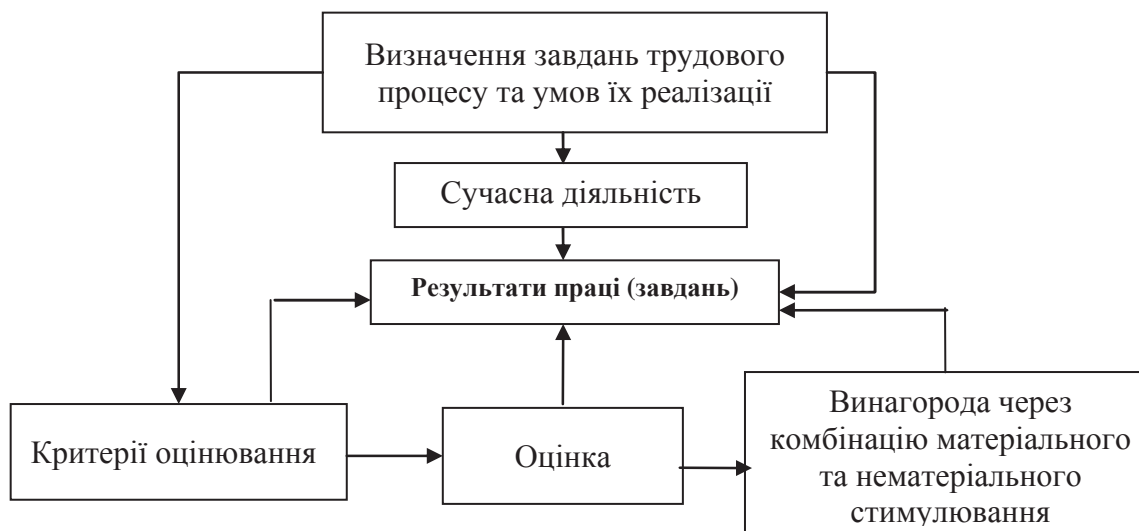 Визначення завдань трудового
процесу та умов їх реалізації
Сучасна діяльність
Результати праці (завдань)
Критерії оцінювання
Оцінка
Винагорода через
комбінацію матеріального
та нематеріального
стимулювання